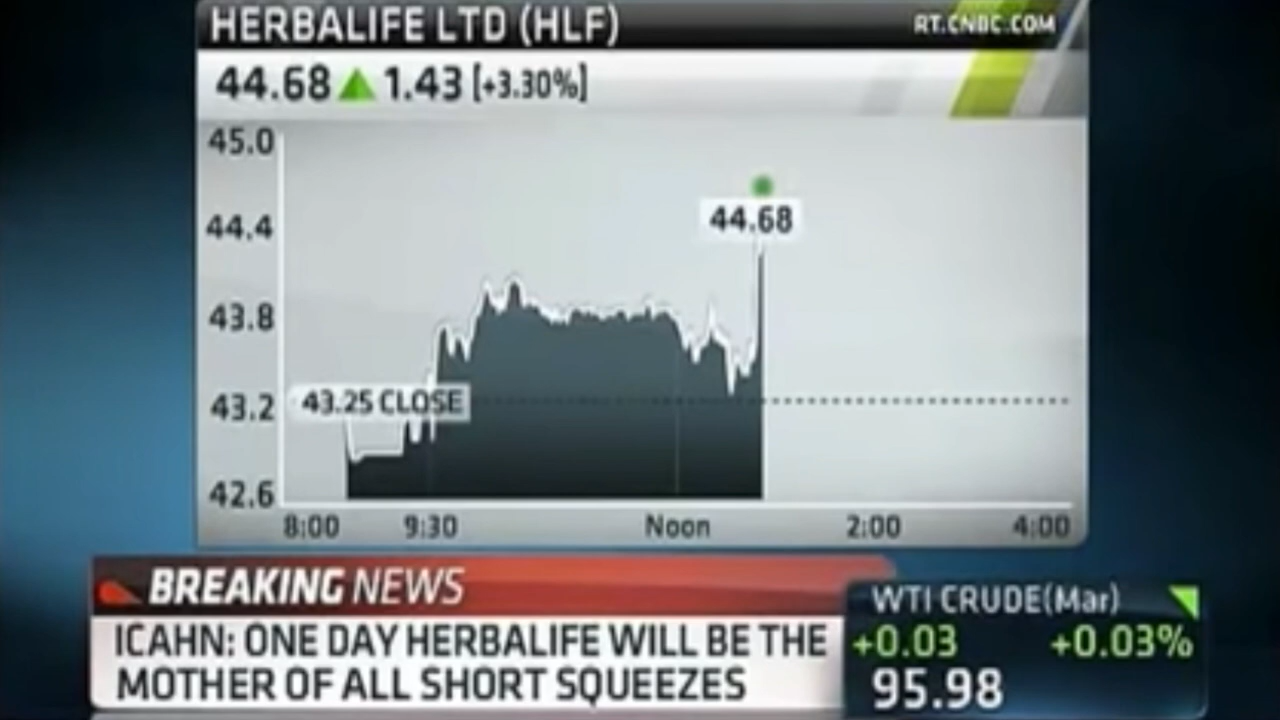 HERBALIFE LTD (HLF)
RT.CNBC.COM
44.68 ▲ 1.43 [+3.30%]
45.0
44.4
43.8
43.2
42.6
44.68
43.25 CLOSE
8:00 9:30 Noon 2:00 4:00
BREAKING NEWS
ICAHN: ONE DAY HERBALIFE WILL BE THE
MOTHER OF ALL SHORT SQUEEZES
WTI CRUDE(Mar)
+0.03 +0.03%
95.98